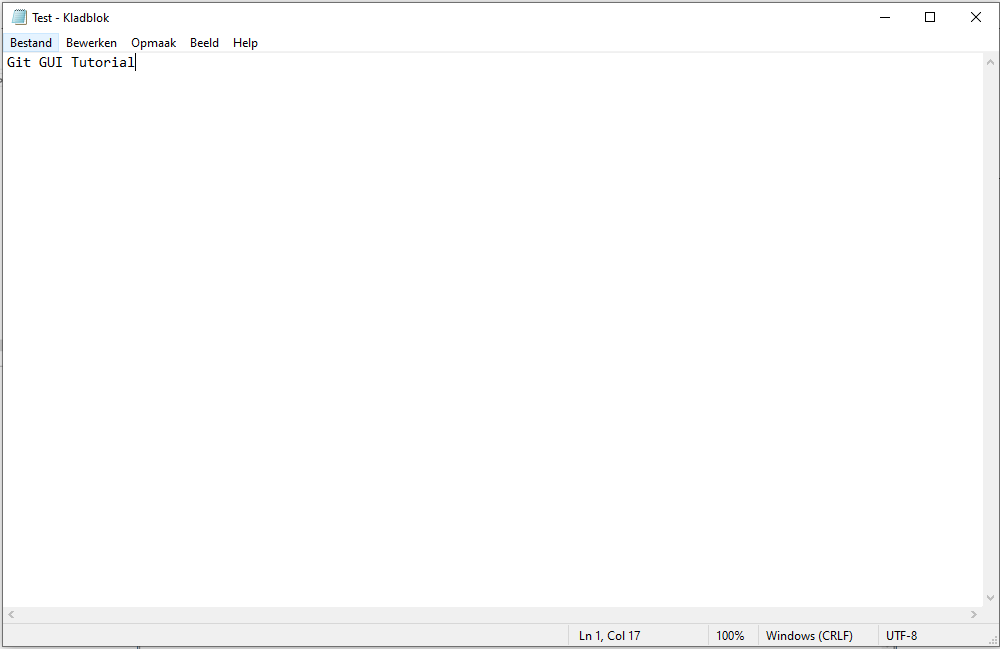 Test - Kladblok
Bestand Bewerken Opmaak Beeld Help
Git GUI Tutorial
Ln 1, Col 17 100% Windows (CRLF) UTF-8